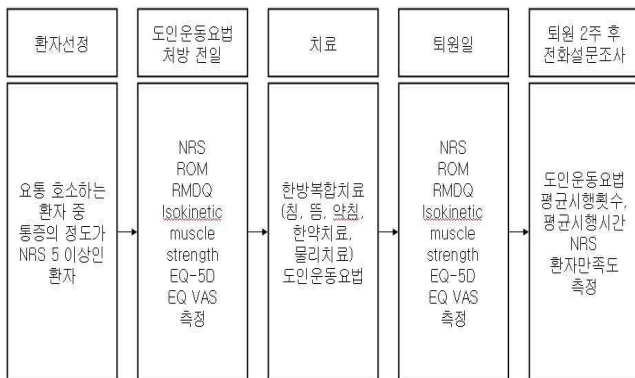 환자선정
도인운동요법
처방 전일
치료
퇴원일
퇴원 2주 후
전화설문조사
요통 호소하는
환자 중
통증의 정도가
NRS 5 이상인
환자
NRS
ROM
RMDQ
Isokinetic
muscle
strength
EQ-5D
EQ VAS
측정
한방복합치료
(침, 뜸, 약침,
한약치료,
물리치료)
도인운동요법
NRS
ROM
RMDQ
Isokinetic
muscle
strength
EQ-5D
EQ VAS
측정
도인운동요법
평균시행횟수,
평균시행시간
NRS
환자만족도
측정